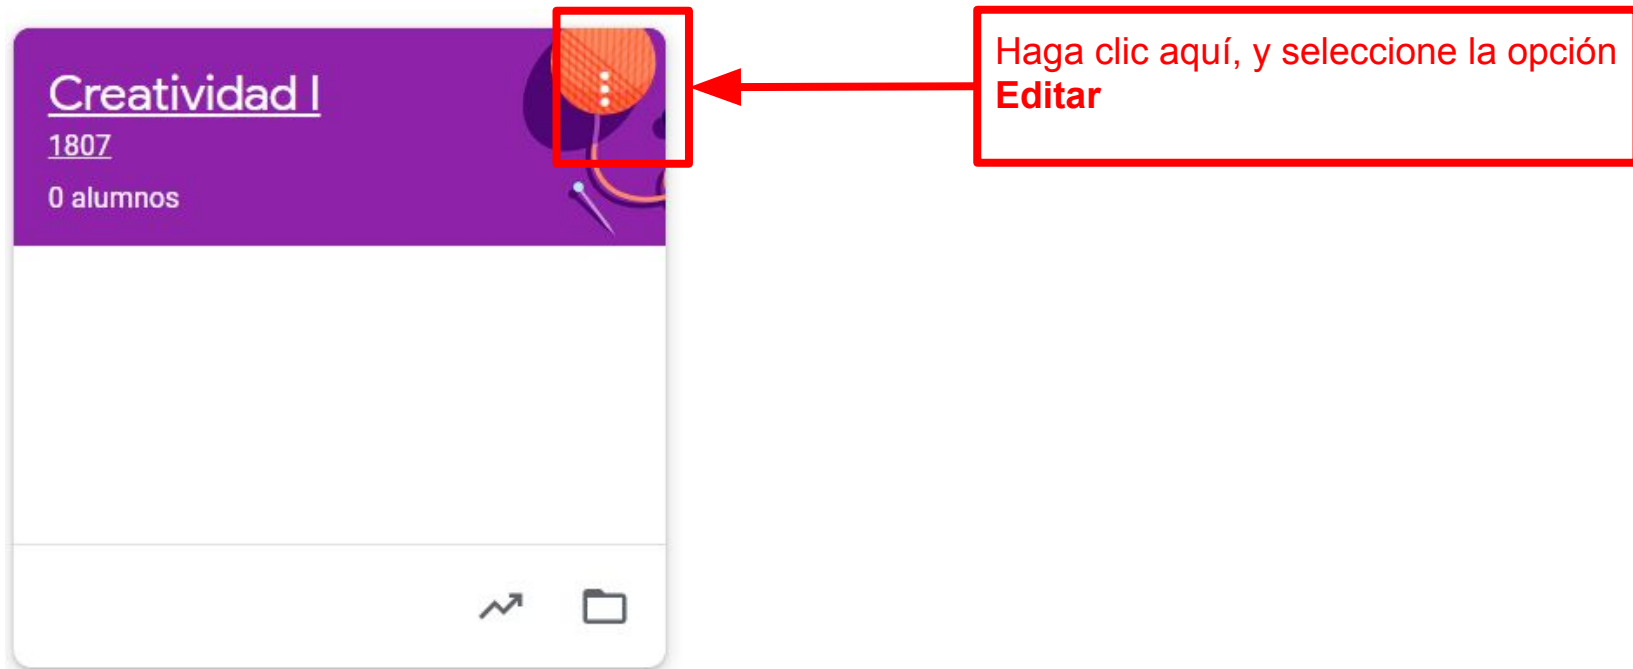 Creatividad I
1807
0 alumnos
Haga clic aquí, y seleccione la opción
Editar